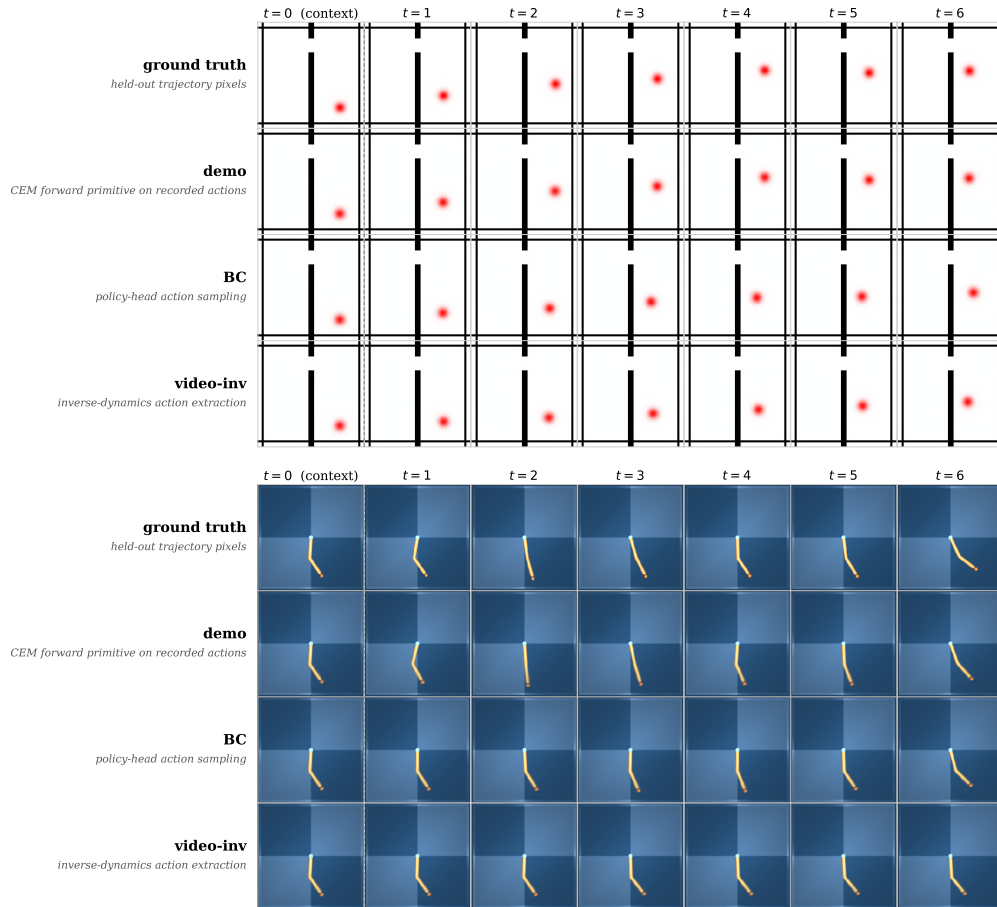 t = 0 (context) t = 1 t = 2 t = 3 t = 4 t = 5 t = 6
ground truth
held-out trajectory pixels
demo
CEM forward primitive on recorded actions
BC
policy-head action sampling
video-inv
inverse-dynamics action extraction
t = 0 (context) t = 1 t = 2 t = 3 t = 4 t = 5 t = 6
ground truth
held-out trajectory pixels
demo
CEM forward primitive on recorded actions
BC
policy-head action sampling
video-inv
inverse-dynamics action extraction